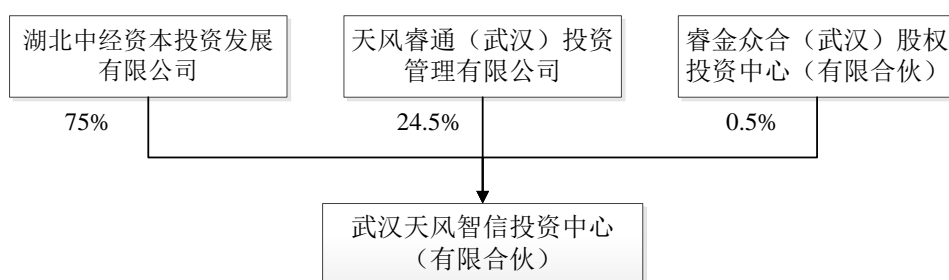 湖北中经资本投资发展
有限公司
天风睿通（武汉）投资
管理有限公司
睿金众合（武汉）股权
投资中心（有限合伙）
75%
24.5%
0.5%
武汉天风智信投资中心
（有限合伙）